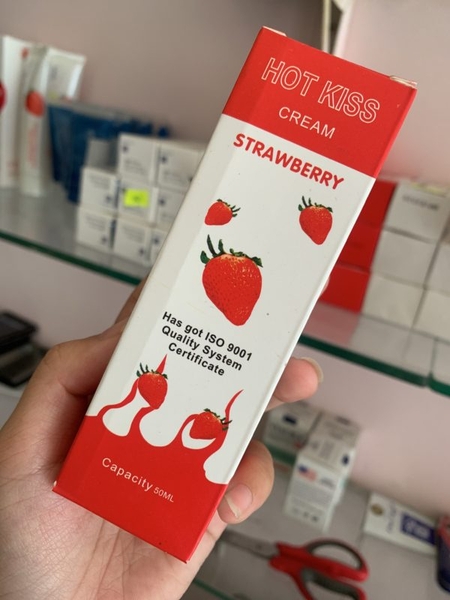 HOT KISS
CREAM
STRAWBERRY
Has got ISO 9001
Quality System
Certificate
Capacity 50ML